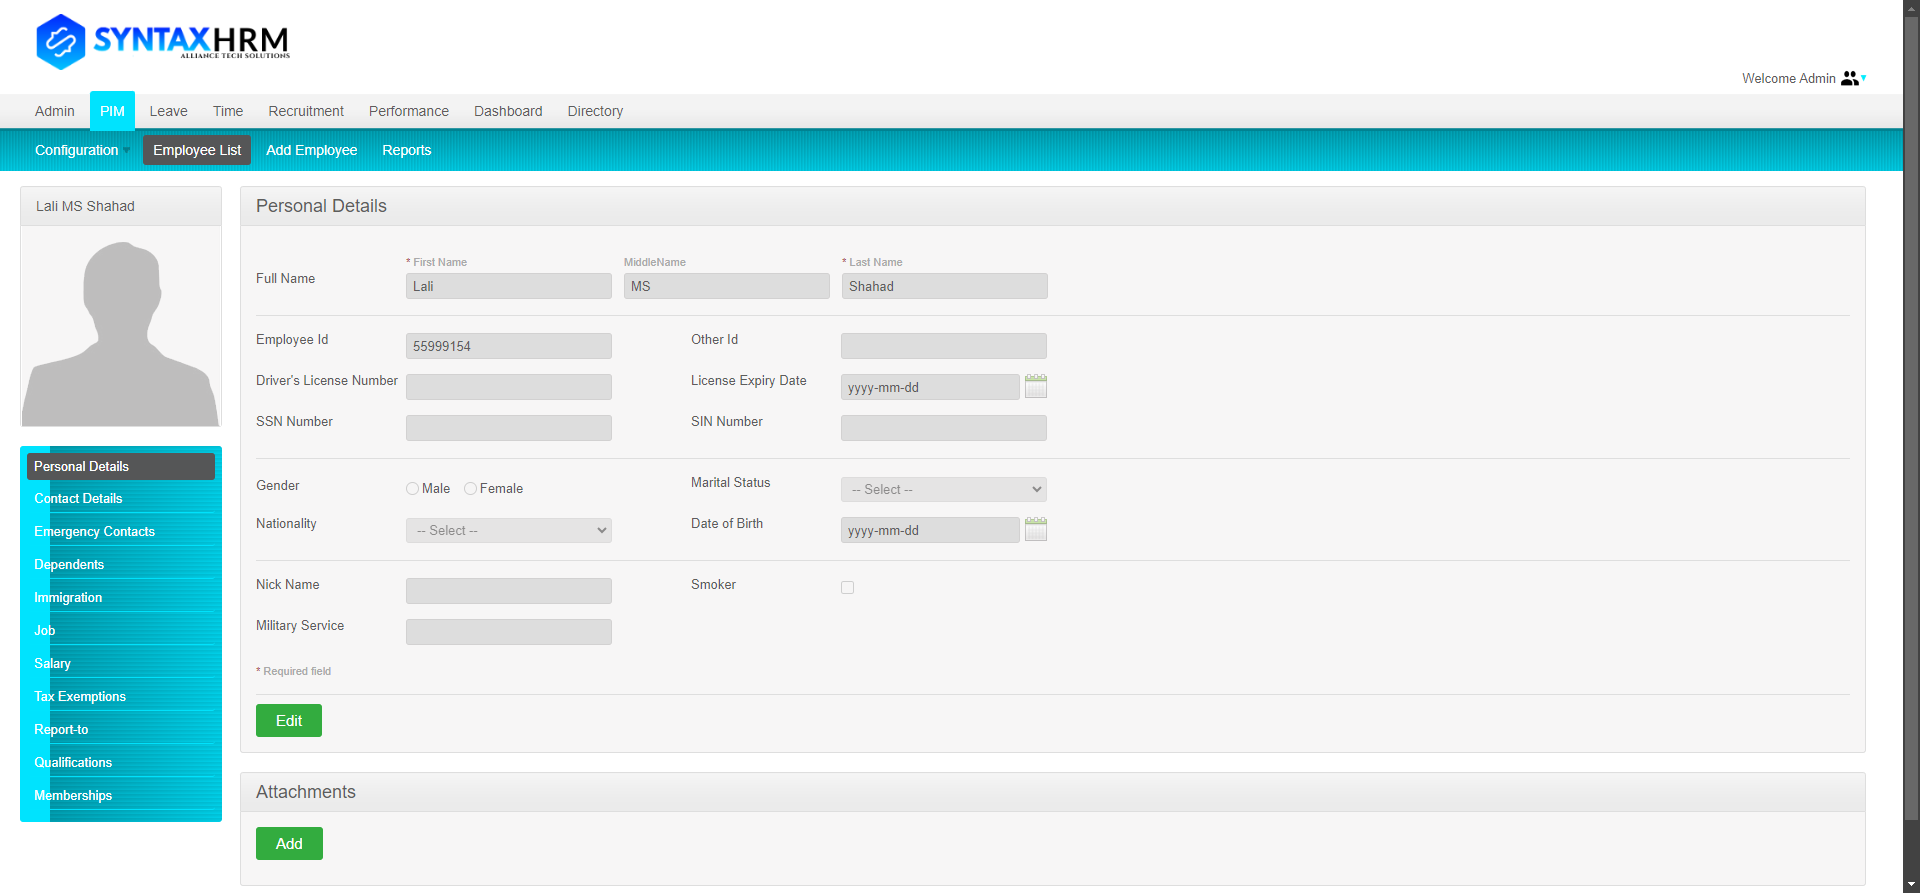 SYNTAXHRM
ALLIANCE TECH SOLUTIONS
Welcome Admin
Admin PIM Leave Time Recruitment Performance Dashboard Directory
Configuration Employee List Add Employee Reports
Lali MS Shahad
Personal Details
Contact Details
Emergency Contacts
Dependents
Immigration
Job
Salary
Tax Exemptions
Report-to
Qualifications
Memberships
Personal Details
* First Name MiddleName * Last Name
Full Name Lali MS Shahad
Employee Id 55999154 Other Id
Driver's License Number License Expiry Date yyyy-mm-dd
SSN Number SIN Number
Gender Male Female Marital Status -- Select --
Nationality -- Select -- Date of Birth yyyy-mm-dd
Nick Name Smoker
Military Service
* Required field
Edit
Attachments
Add